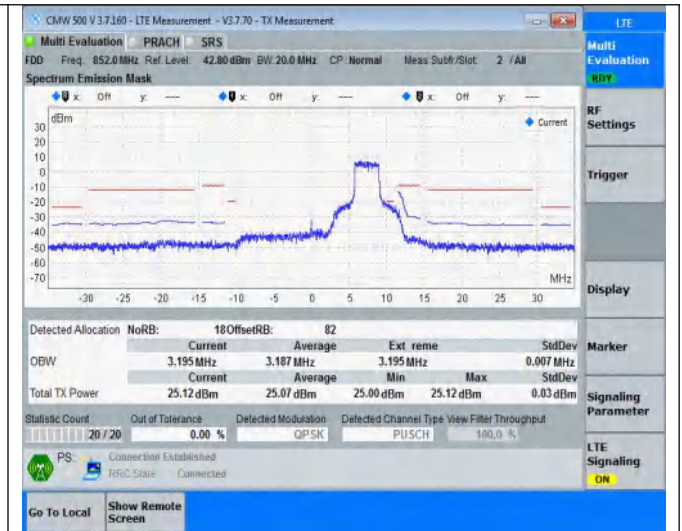 CMW 500 V 3.7.160 - LTE Measurement - V3.7.70 - TX Measurement
LTE
Multi Evaluation PRACH SRS
Multi Evaluation
RDY
FDD Freq.: 852.0 MHz Ref. Level: 42.80 dBm BW: 20.0 MHz CP: Normal Meas Subfr./Slot: 2 / All
Spectrum Emission Mask
x: Off y: --- x: Off y: --- x: Off y: ---
RF Settings
dBm
Current
30
20
10
0
-10
-20
-30
-40
-50
-60
-70
MHz
-30 -25 -20 -15 -10 -5 0 5 10 15 20 25 30
Trigger
Display
Detected Allocation NoRB: 18 OffsetRB: 82
Current Average Ext reme StdDev
OBW 3.195 MHz 3.187 MHz 3.195 MHz 0.007 MHz
Current Average Min Max StdDev
Total TX Power 25.12 dBm 25.07 dBm 25.00 dBm 25.12 dBm 0.03 dBm
Marker
Signaling Parameter
Statistic Count Out of Tolerance Detected Modulation Detected Channel Type View Filter Throughput
20 / 20 0.00 % QPSK PUSCH 100.0 %
PS: Connection Established
RRC State Connected
LTE Signaling
ON
Go To Local
Show Remote Screen